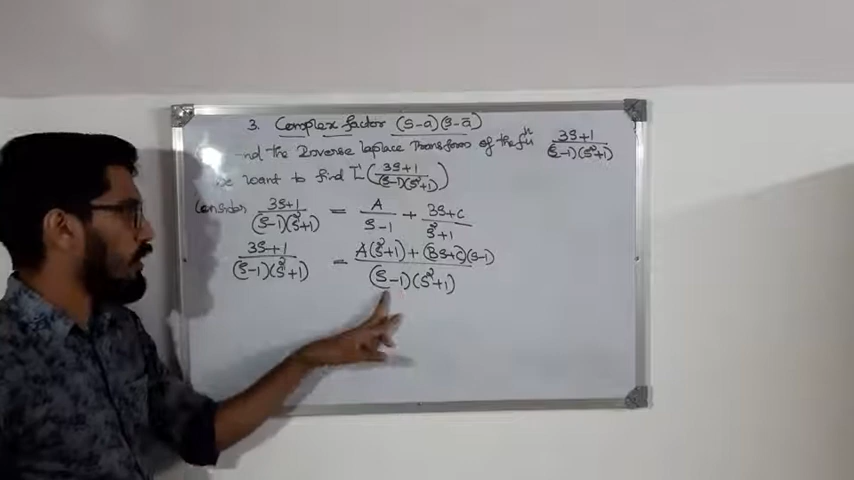 3. Complex factor (s-a)(s-ā)
nd the Inverse laplace Transform of the fuⁿ (3s+1)/((s-1)(s²+1))
we want to find L⁻¹((3s+1)/((s-1)(s²+1)))
Consider (3s+1)/((s-1)(s²+1)) = A/(s-1) + (Bs+c)/(s²+1)
(3s+1)/((s-1)(s²+1)) = (A(s²+1)+(Bs+c)(s-1))/((s-1)(s²+1))